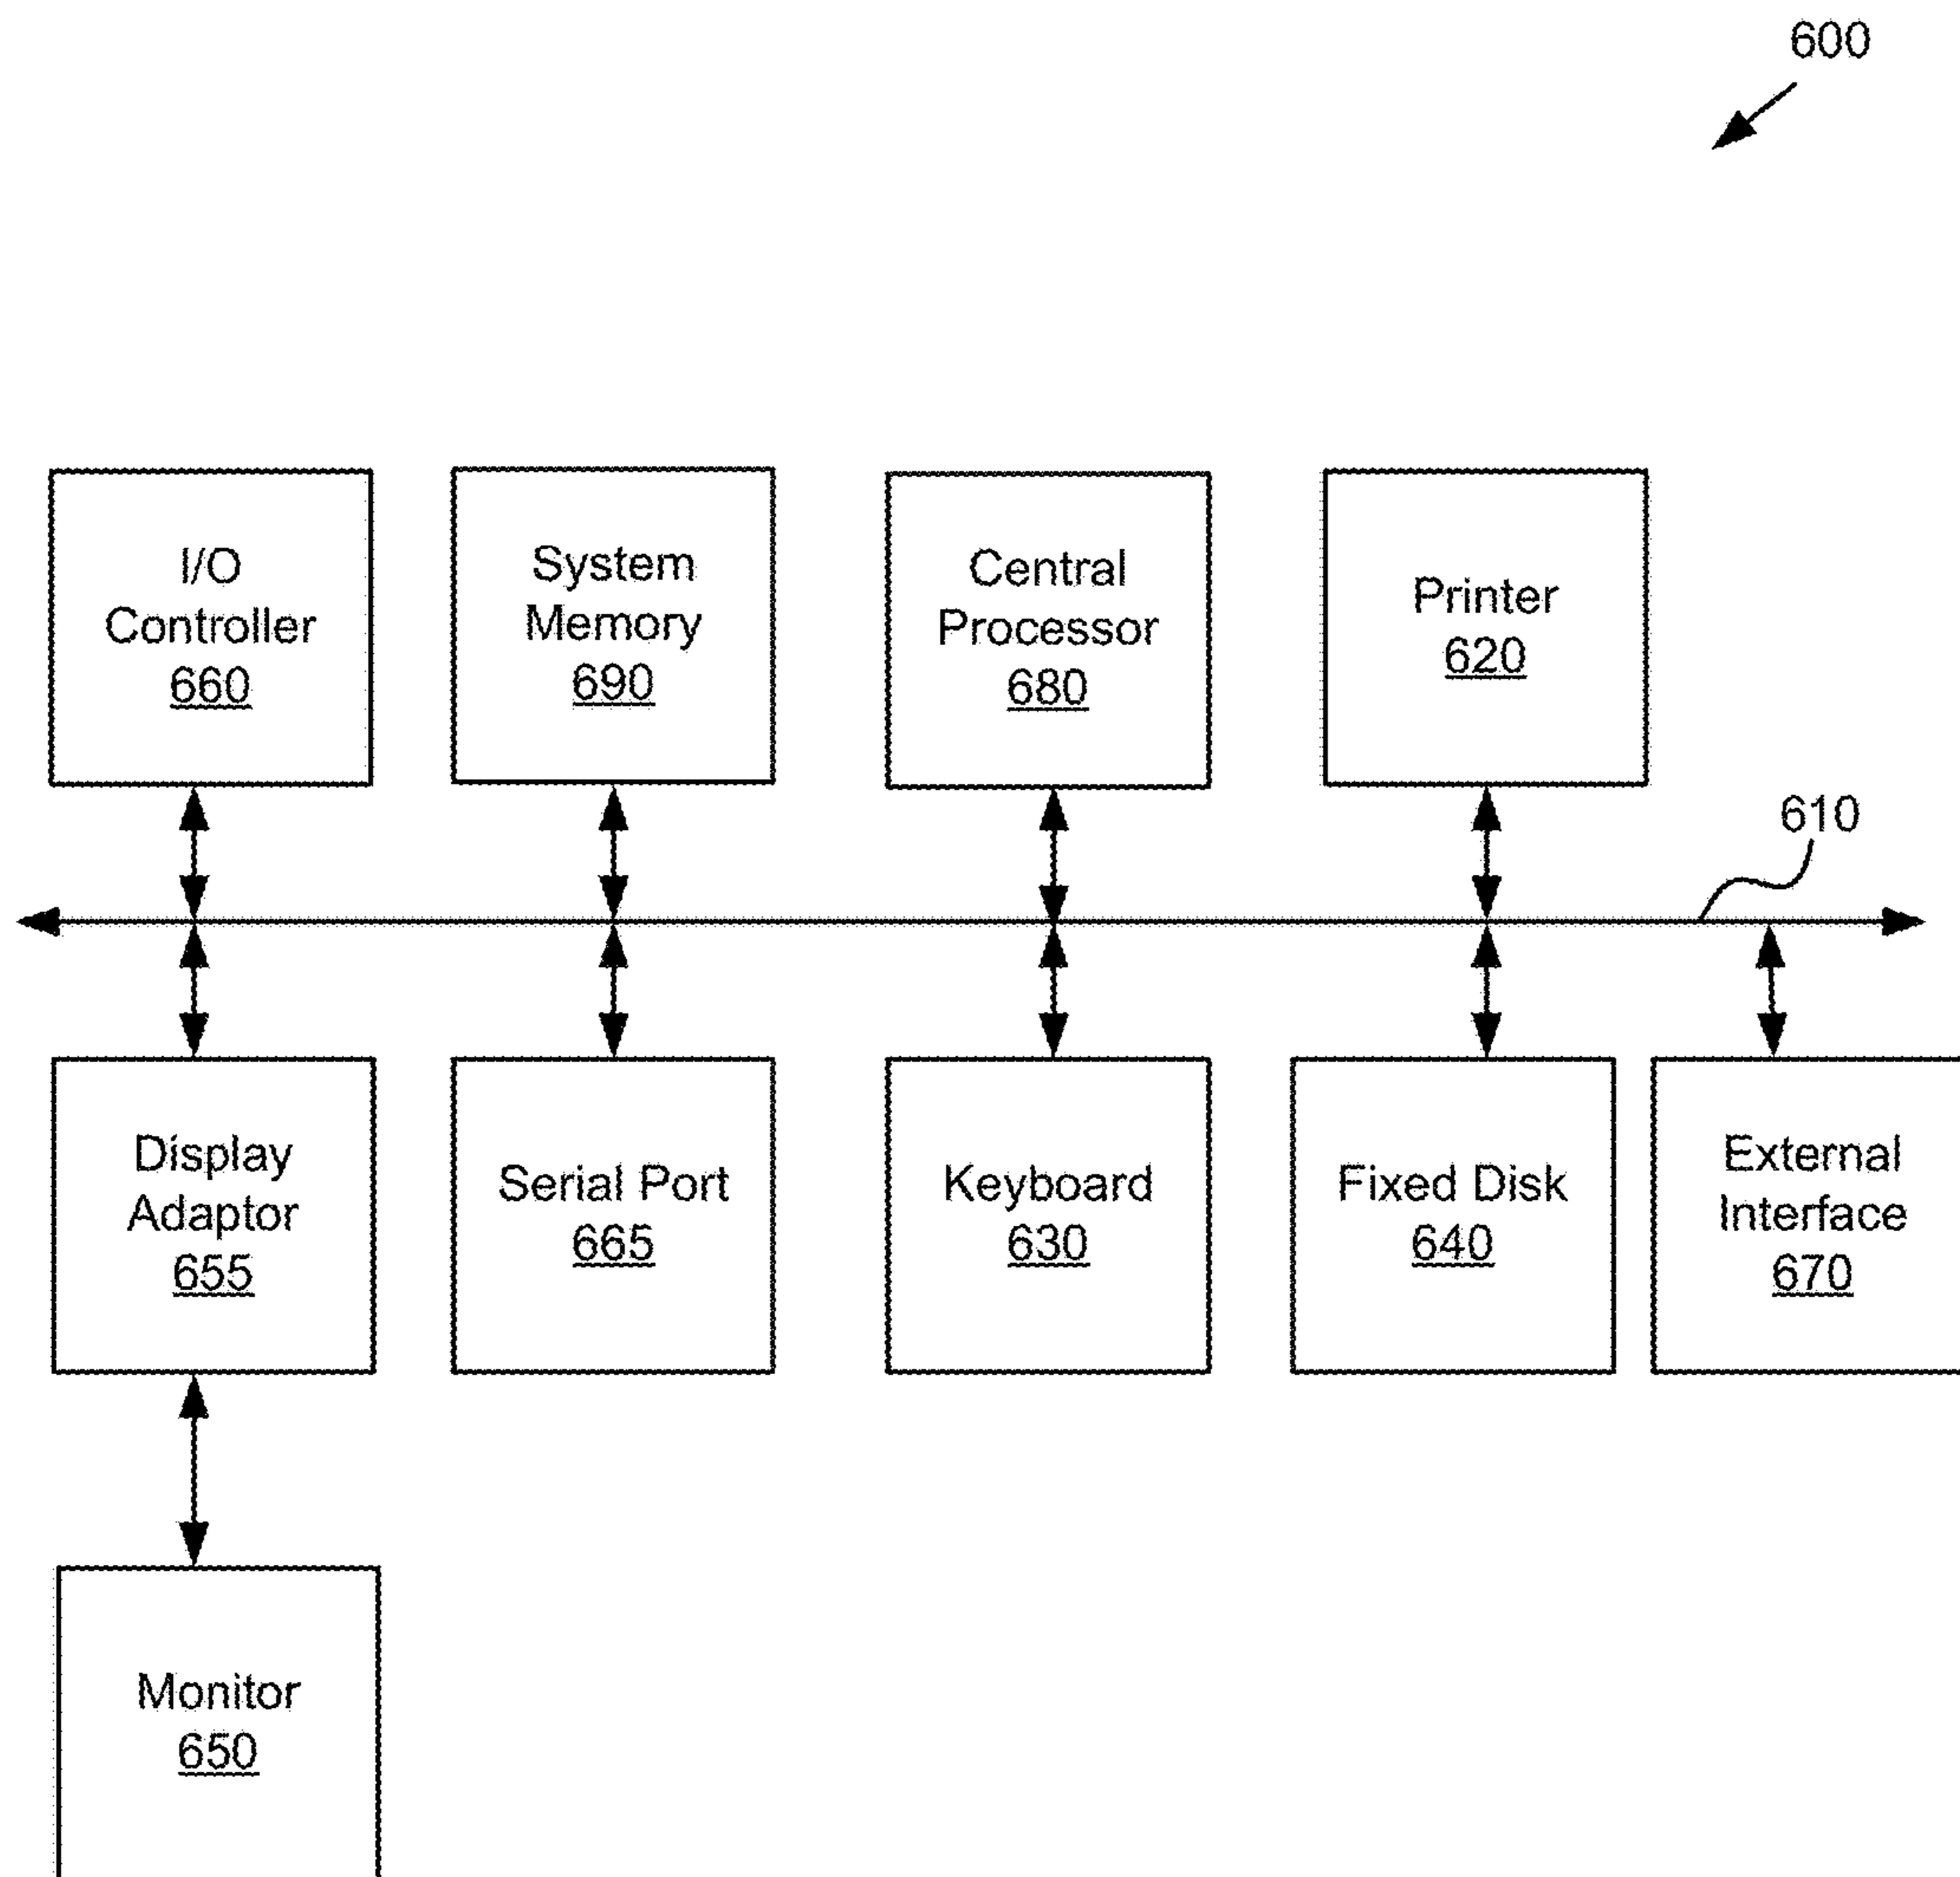 600
I/O
Controller
660
System
Memory
690
Central
Processor
680
Printer
620
610
Display
Adaptor
655
Serial Port
665
Keyboard
630
Fixed Disk
640
External
Interface
670
Monitor
650